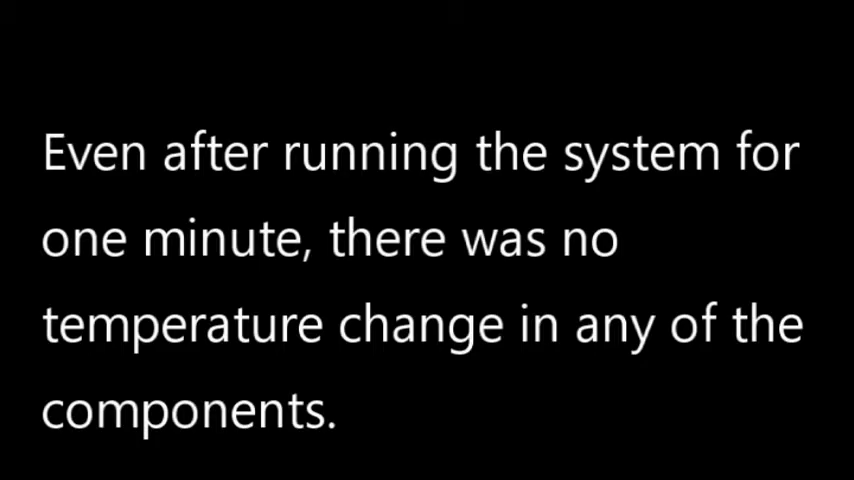 Even after running the system for
one minute, there was no
temperature change in any of the
components.